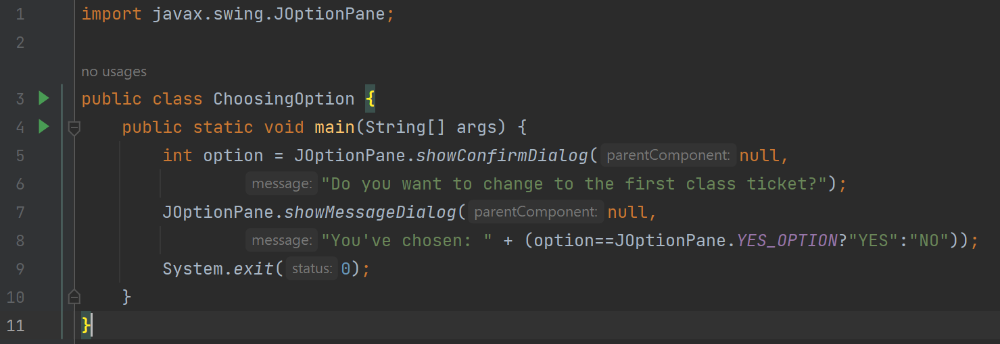 1 import javax.swing.JOptionPane;
2
no usages
3 public class ChoosingOption {
4 public static void main(String[] args) {
5 int option = JOptionPane.showConfirmDialog( parentComponent: null,
6 message: "Do you want to change to the first class ticket?");
7 JOptionPane.showMessageDialog( parentComponent: null,
8 message: "You've chosen: " + (option==JOptionPane.YES_OPTION?"YES":"NO"));
9 System.exit( status: 0);
10 }
11 }